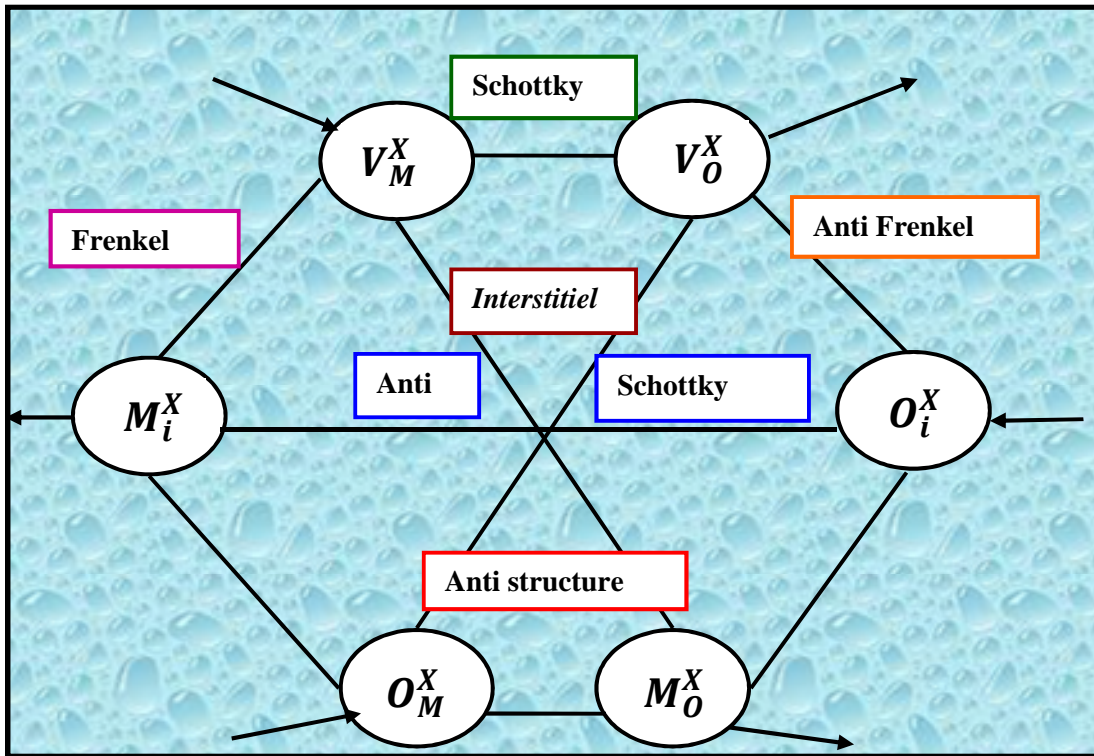 Schottky
V_M^X
V_O^X
Frenkel
Anti Frenkel
Interstitiel
Anti
Schottky
M_i^X
O_i^X
Anti structure
O_M^X
M_O^X